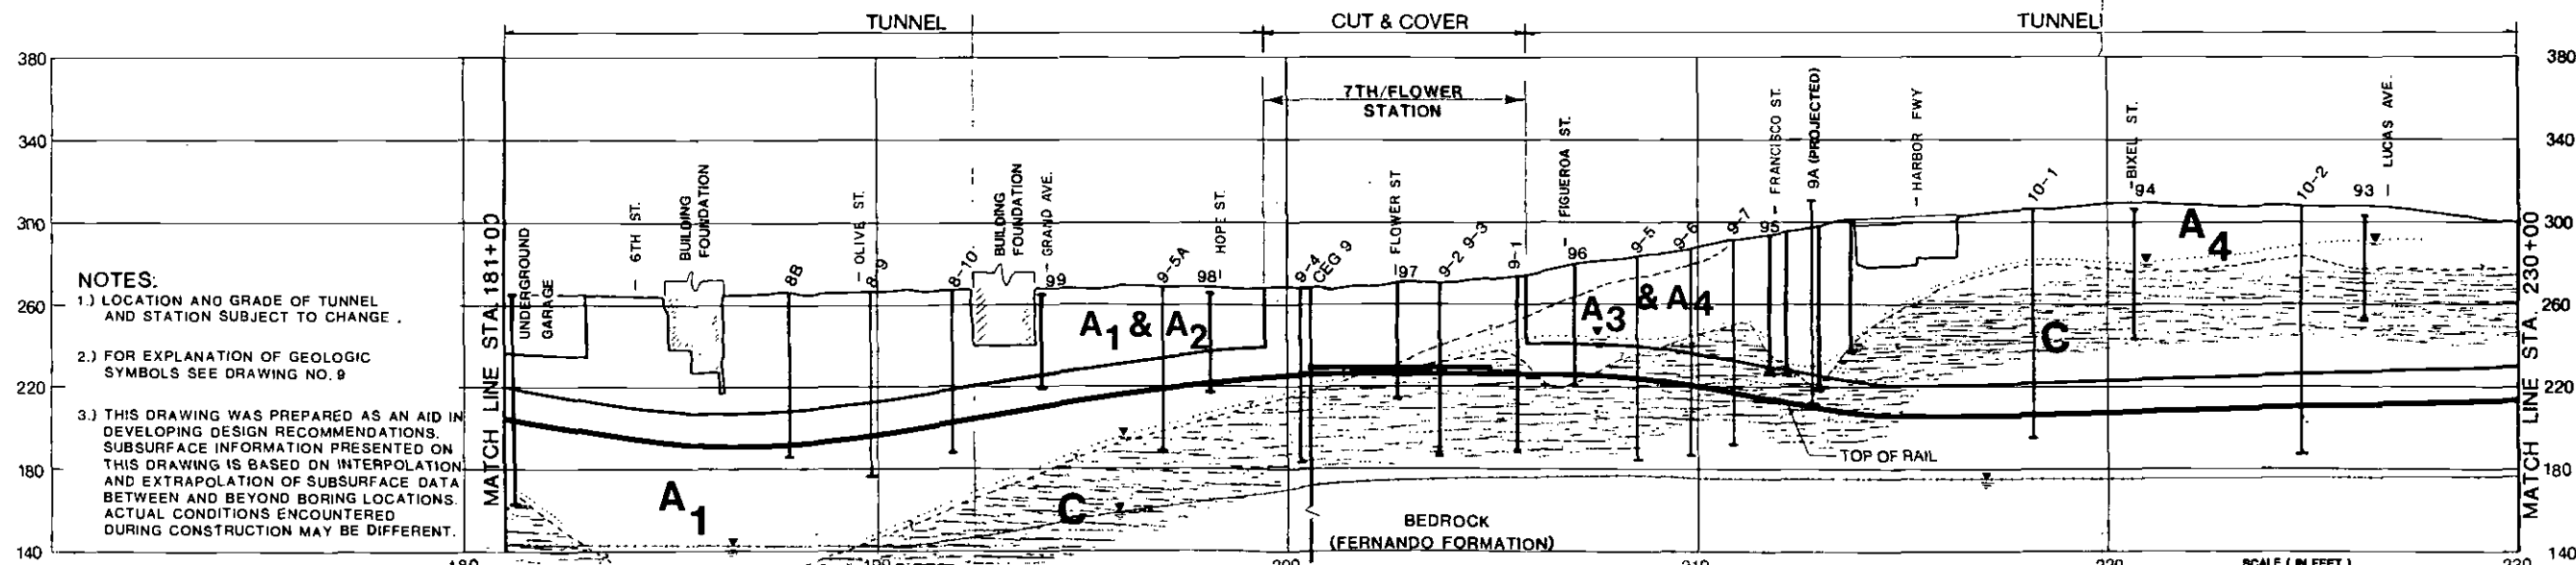 TUNNEL
CUT & COVER
TUNNEL
380
380
7TH/FLOWER
STATION
340
340
300
300
260
260
220
220
180
180
140
140
NOTES:
1.) LOCATION AND GRADE OF TUNNEL
AND STATION SUBJECT TO CHANGE.
2.) FOR EXPLANATION OF GEOLOGIC
SYMBOLS SEE DRAWING NO. 9
3.) THIS DRAWING WAS PREPARED AS AN AID IN
DEVELOPING DESIGN RECOMMENDATIONS.
SUBSURFACE INFORMATION PRESENTED ON
THIS DRAWING IS BASED ON INTERPOLATION
AND EXTRAPOLATION OF SUBSURFACE DATA
BETWEEN AND BEYOND BORING LOCATIONS.
ACTUAL CONDITIONS ENCOUNTERED
DURING CONSTRUCTION MAY BE DIFFERENT.
MATCH LINE STA. 181+00
UNDERGROUND
GARAGE
6TH ST.
BUILDING
FOUNDATION
8B
OLIVE ST.
8-9
8-10
BUILDING
FOUNDATION
GRAND AVE.
99
9-5A
98
HOPE ST.
9-4
CEG 9
FLOWER ST
97
9-2
9-3
9-1
FIGUEROA ST.
96
9-5
9-6
9-7
95
FRANCISCO ST.
9A (PROJECTED)
HARBOR FWY
10-1
BIXEL ST.
94
10-2
93
LUCAS AVE.
MATCH LINE STA. 230+00
A1 & A2
A3 & A4
A4
C
A1
C
TOP OF RAIL
BEDROCK
(FERNANDO FORMATION)
180
200
210
220
230
SCALE (IN FEET)